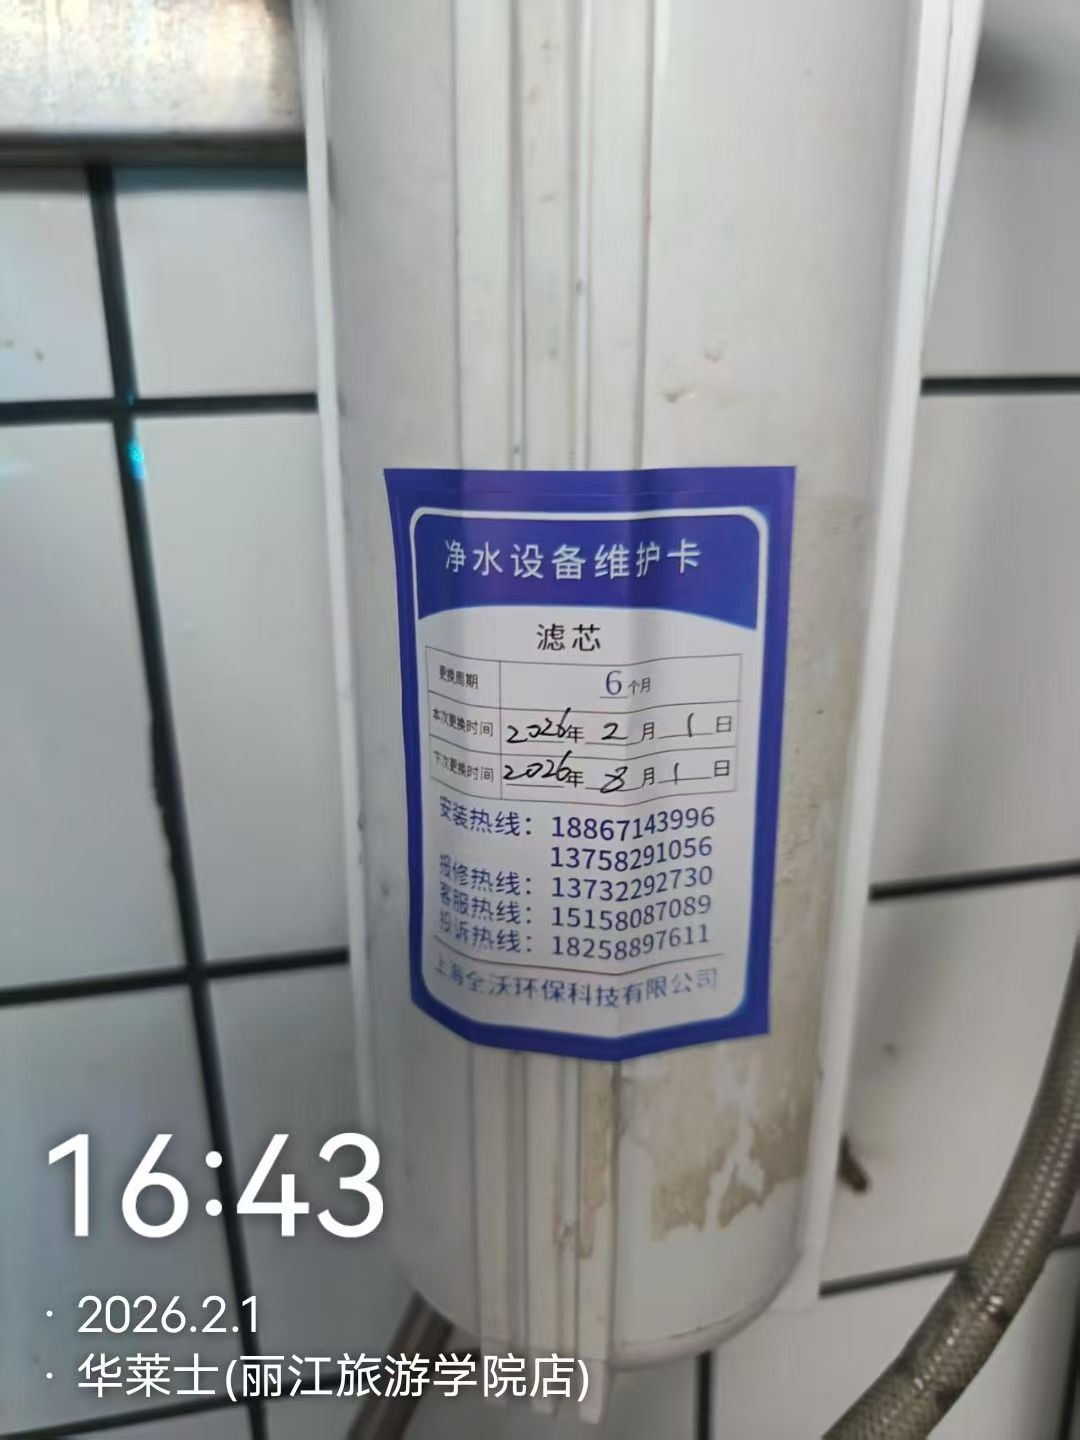 净水设备维护卡
滤芯
更换周期 6个月
本次更换时间 2026年2月1日
下次更换时间 2026年8月1日
安装热线：18867143996
13758291056
报修热线：13732292730
客服热线：15158087089
投诉热线：18258897611
上海全沃环保科技有限公司
16:43
· 2026.2.1
· 华莱士(丽江旅游学院店)